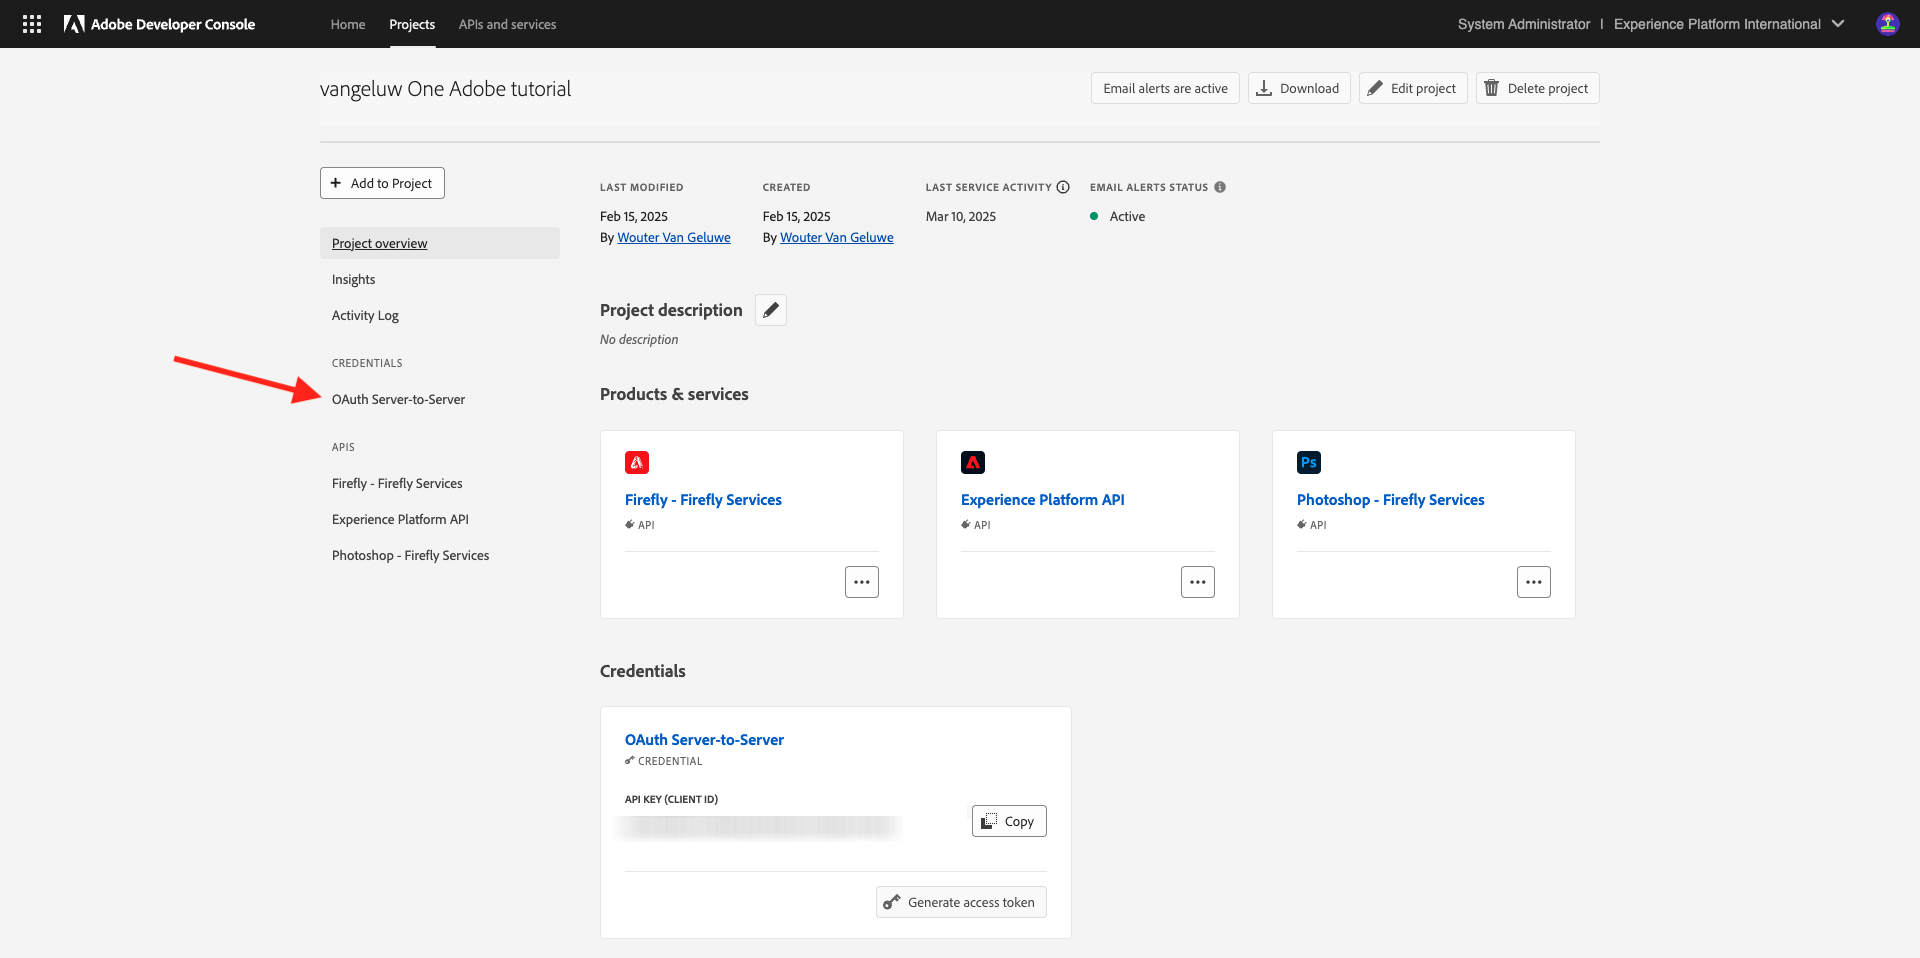 Adobe Developer Console
Home
Projects
APIs and services
System Administrator | Experience Platform International
vangeluw One Adobe tutorial
Email alerts are active
Download
Edit project
Delete project
+ Add to Project
Project overview
Insights
Activity Log
CREDENTIALS
OAuth Server-to-Server
APIS
Firefly - Firefly Services
Experience Platform API
Photoshop - Firefly Services
LAST MODIFIED
Feb 15, 2025
By Wouter Van Geluwe
CREATED
Feb 15, 2025
By Wouter Van Geluwe
LAST SERVICE ACTIVITY
Mar 10, 2025
EMAIL ALERTS STATUS
Active
Project description
No description
Products & services
Firefly - Firefly Services
API
Experience Platform API
API
Ps
Photoshop - Firefly Services
API
Credentials
OAuth Server-to-Server
CREDENTIAL
API KEY (CLIENT ID)
Copy
Generate access token